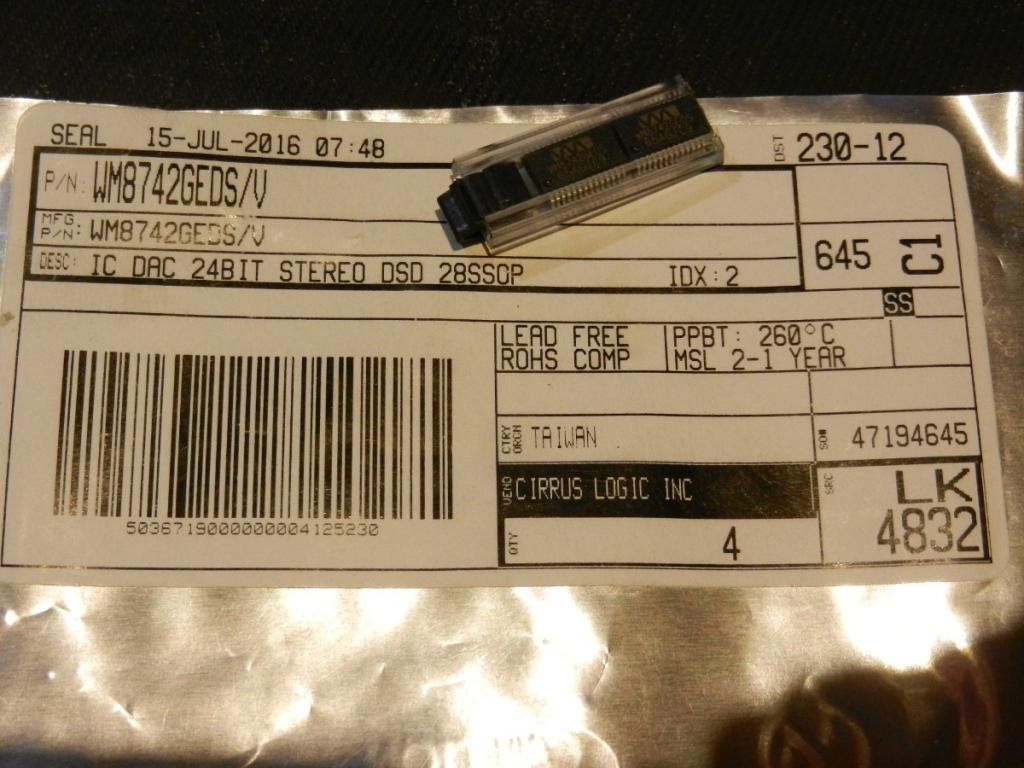 SEAL 15-JUL-2016 07:48
DST 230-12
P/N: WM8742GEDS/V
MFG P/N: WM8742GEDS/V
645 C1
DESC: IC DAC 24BIT STEREO DSD 28SSOP IDX:2
SS
LEAD FREE
ROHS COMP
PPBT: 260°C
MSL 2-1 YEAR
CTRY ORGN TAIWAN
SO# 47194645
VEND CIRRUS LOGIC INC
SRC LK
4832
QTY 4
5036719000000004125230